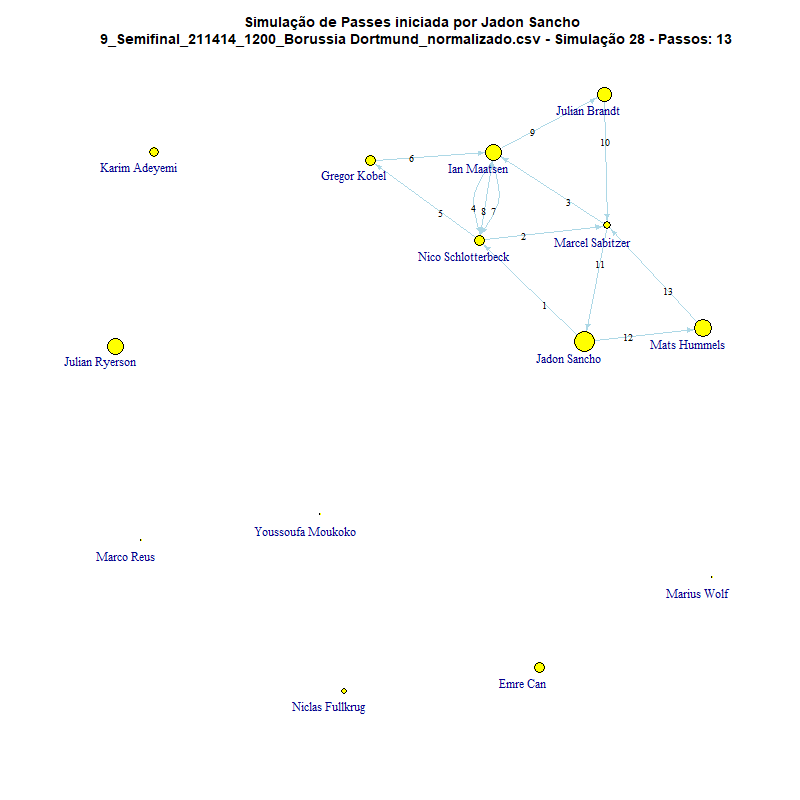 Simulação de Passes iniciada por Jadon Sancho
9_Semifinal_211414_1200_Borussia Dortmund_normalizado.csv - Simulação 28 - Passos: 13
Julian Brandt
9
10
Karim Adeyemi
Gregor Kobel
6
Ian Maatsen
3
4
8
7
5
2
Marcel Sabitzer
Nico Schlotterbeck
11
13
1
12
Julian Ryerson
Jadon Sancho
Mats Hummels
Youssoufa Moukoko
Marco Reus
Marius Wolf
Emre Can
Niclas Fullkrug